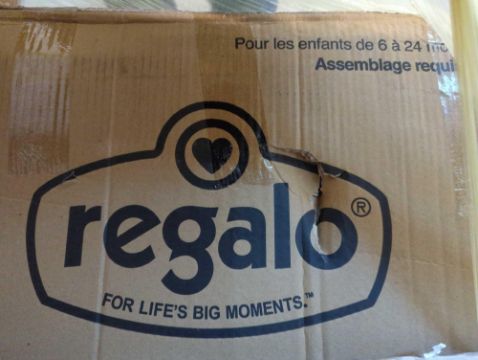 Pour les enfants de 6 à 24
Assemblage
regalo®
FOR LIFE'S BIG MOMENTS.™